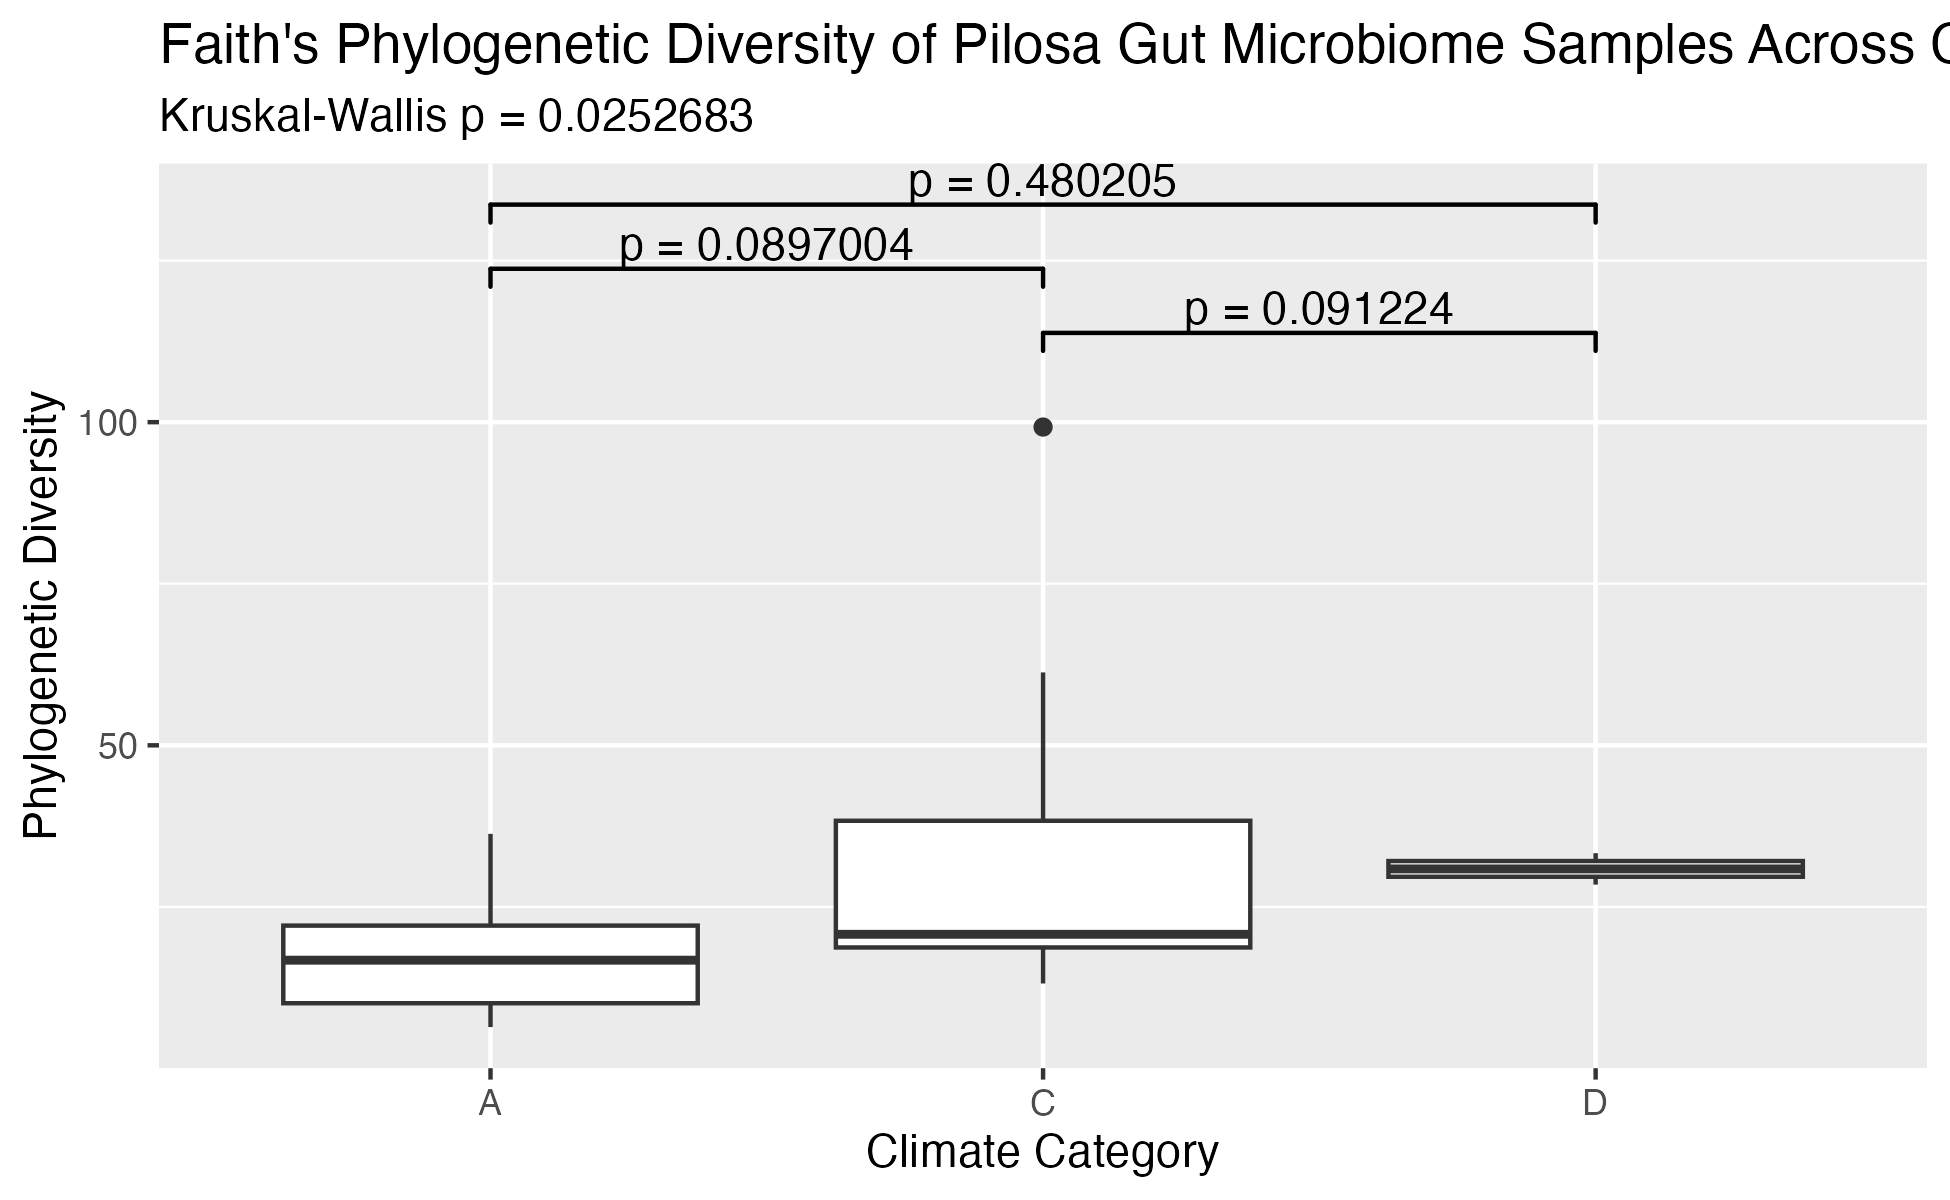 Faith's Phylogenetic Diversity of Pilosa Gut Microbiome Samples Across
Kruskal-Wallis p = 0.0252683
p = 0.480205
p = 0.0897004
p = 0.091224
Phylogenetic Diversity
100
50
A
C
D
Climate Category